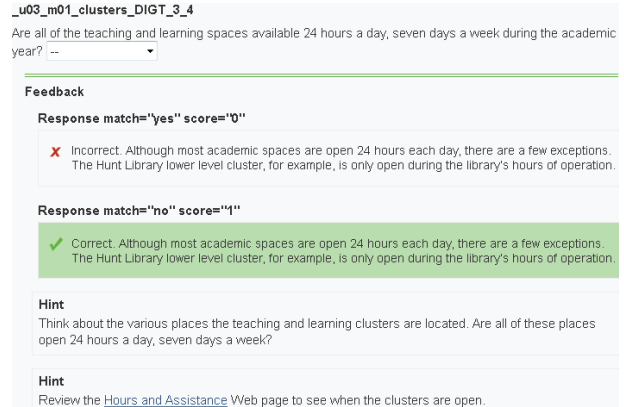 _u03_m01_clusters_DIGT_3_4
Are all of the teaching and learning spaces available 24 hours a day, seven days a week during the academic
year? --
Feedback
Response match="yes" score="0"
Incorrect. Although most academic spaces are open 24 hours each day, there are a few exceptions.
The Hunt Library lower level cluster, for example, is only open during the library's hours of operation.
Response match="no" score="1"
Correct. Although most academic spaces are open 24 hours each day, there are a few exceptions.
The Hunt Library lower level cluster, for example, is only open during the library's hours of operation.
Hint
Think about the various places the teaching and learning clusters are located. Are all of these places
open 24 hours a day, seven days a week?
Hint
Review the Hours and Assistance Web page to see when the clusters are open.